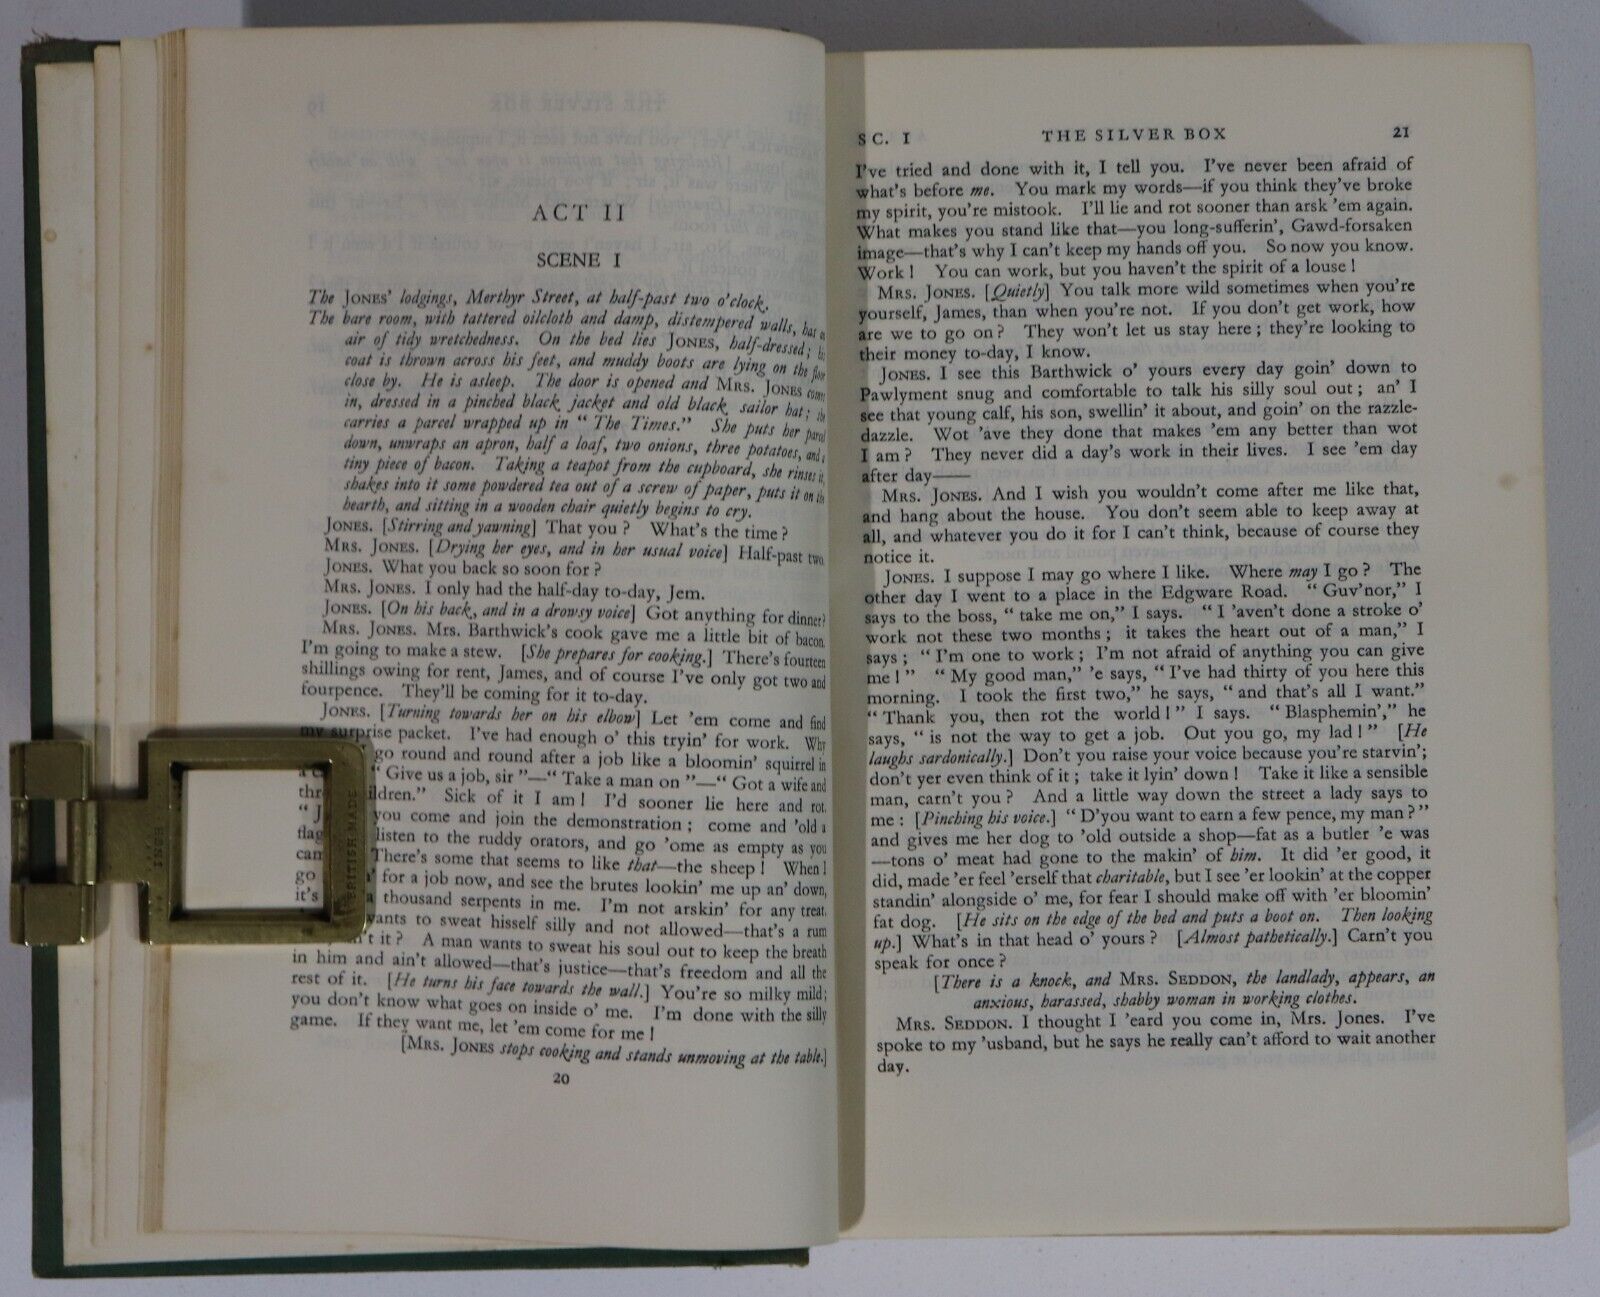 ACT II
SCENE I
The JONES' lodgings, Merthyr Street, at half-past two o'clock.
The bare room, with tattered oilcloth and damp, distempered walls, has an
air of tidy wretchedness. On the bed lies JONES, half-dressed; his
coat is thrown across his feet, and muddy boots are lying on the floor
close by. He is asleep. The door is opened and MRS. JONES comes
in, dressed in a pinched black jacket and old black sailor hat; she
carries a parcel wrapped up in “ The Times.” She puts her parcel
down, unwraps an apron, half a loaf, two onions, three potatoes, and a
tiny piece of bacon. Taking a teapot from the cupboard, she rinses it,
shakes into it some powdered tea out of a screw of paper, puts it on the
hearth, and sitting in a wooden chair quietly begins to cry.
JONES. [Stirring and yawning] That you ? What's the time ?
MRS. JONES. [Drying her eyes, and in her usual voice] Half-past two.
JONES. What you back so soon for ?
MRS. JONES. I only had the half-day to-day, Jem.
JONES. [On his back, and in a drowsy voice] Got anything for dinner?
MRS. JONES. Mrs. Barthwick's cook gave me a little bit of bacon.
I'm going to make a stew. [She prepares for cooking.] There's fourteen
shillings owing for rent, James, and of course I've only got two and
fourpence. They'll be coming for it to-day.
JONES. [Turning towards her on his elbow] Let 'em come and find
my surprise packet. I've had enough o' this tryin' for work. Why
go round and round after a job like a bloomin' squirrel in
a “ Give us a job, sir ”—“ Take a man on ”—“ Got a wife and
ldren.” Sick of it I am ! I'd sooner lie here and rot.
“ you come and join the demonstration ; come and 'old a
flag listen to the ruddy orators, and go 'ome as empty as you
There's some that seems to like that—the sheep ! When I
go for a job now, and see the brutes lookin' me up an' down,
it's a thousand serpents in me. I'm not arskin' for any treat.
wants to sweat hisself silly and not allowed—that's a rum
it ? A man wants to sweat his soul out to keep the breath
in him and ain't allowed—that's justice—that's freedom and all the
rest of it. [He turns his face towards the wall.] You're so milky mild;
you don't know what goes on inside o' me. I'm done with the silly
game. If they want me, let 'em come for me !
[MRS. JONES stops cooking and stands unmoving at the table.]
20
INCH
BRITISH MADE
SC. I THE SILVER BOX 21
I've tried and done with it, I tell you. I've never been afraid of
what's before me. You mark my words—if you think they've broke
my spirit, you're mistook. I'll lie and rot sooner than arsk 'em again.
What makes you stand like that—you long-sufferin', Gawd-forsaken
image—that's why I can't keep my hands off you. So now you know.
Work ! You can work, but you haven't the spirit of a louse !
MRS. JONES. [Quietly] You talk more wild sometimes when you're
yourself, James, than when you're not. If you don't get work, how
are we to go on ? They won't let us stay here ; they're looking to
their money to-day, I know.
JONES. I see this Barthwick o' yours every day goin' down to
Pawlyment snug and comfortable to talk his silly soul out ; an' I
see that young calf, his son, swellin' it about, and goin' on the razzle-
dazzle. Wot 'ave they done that makes 'em any better than wot
I am ? They never did a day's work in their lives. I see 'em day
after day——
MRS. JONES. And I wish you wouldn't come after me like that,
and hang about the house. You don't seem able to keep away at
all, and whatever you do it for I can't think, because of course they
notice it.
JONES. I suppose I may go where I like. Where may I go ? The
other day I went to a place in the Edgware Road. “ Guv'nor,” I
says to the boss, “ take me on,” I says. “ I 'aven't done a stroke o'
work not these two months ; it takes the heart out of a man,” I
says ; “ I'm one to work ; I'm not afraid of anything you can give
me ! ” “ My good man,” 'e says, “ I've had thirty of you here this
morning. I took the first two,” he says, “ and that's all I want.”
“ Thank you, then rot the world ! ” I says. “ Blasphemin',” he
says, “ is not the way to get a job. Out you go, my lad ! ” [He
laughs sardonically.] Don't you raise your voice because you're starvin';
don't yer even think of it ; take it lyin' down ! Take it like a sensible
man, carn't you ? And a little way down the street a lady says to
me : [Pinching his voice.] “ D'you want to earn a few pence, my man ? ”
and gives me her dog to 'old outside a shop—fat as a butler 'e was
—tons o' meat had gone to the makin' of him. It did 'er good, it
did, made 'er feel 'erself that charitable, but I see 'er lookin' at the copper
standin' alongside o' me, for fear I should make off with 'er bloomin'
fat dog. [He sits on the edge of the bed and puts a boot on. Then looking
up.] What's in that head o' yours ? [Almost pathetically.] Carn't you
speak for once ?
[There is a knock, and MRS. SEDDON, the landlady, appears, an
anxious, harassed, shabby woman in working clothes.
MRS. SEDDON. I thought I 'eard you come in, Mrs. Jones. I've
spoke to my 'usband, but he says he really can't afford to wait another
day.